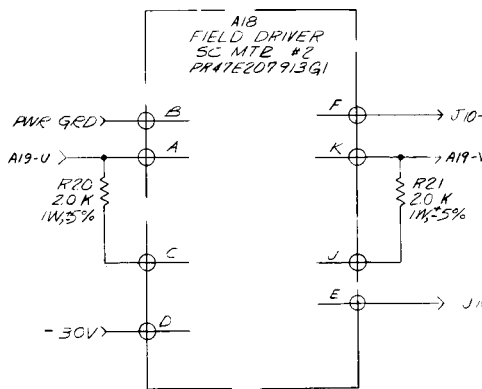 A18
FIELD DRIVER
SC MTB #2
PR47E207913G1
PWR GRD
B
F
J10-
A19-U
A
K
A19-V
R20
2.0 K
1W,±5%
R21
2.0 K
1W,±5%
C
J
E
J1
-30V
D